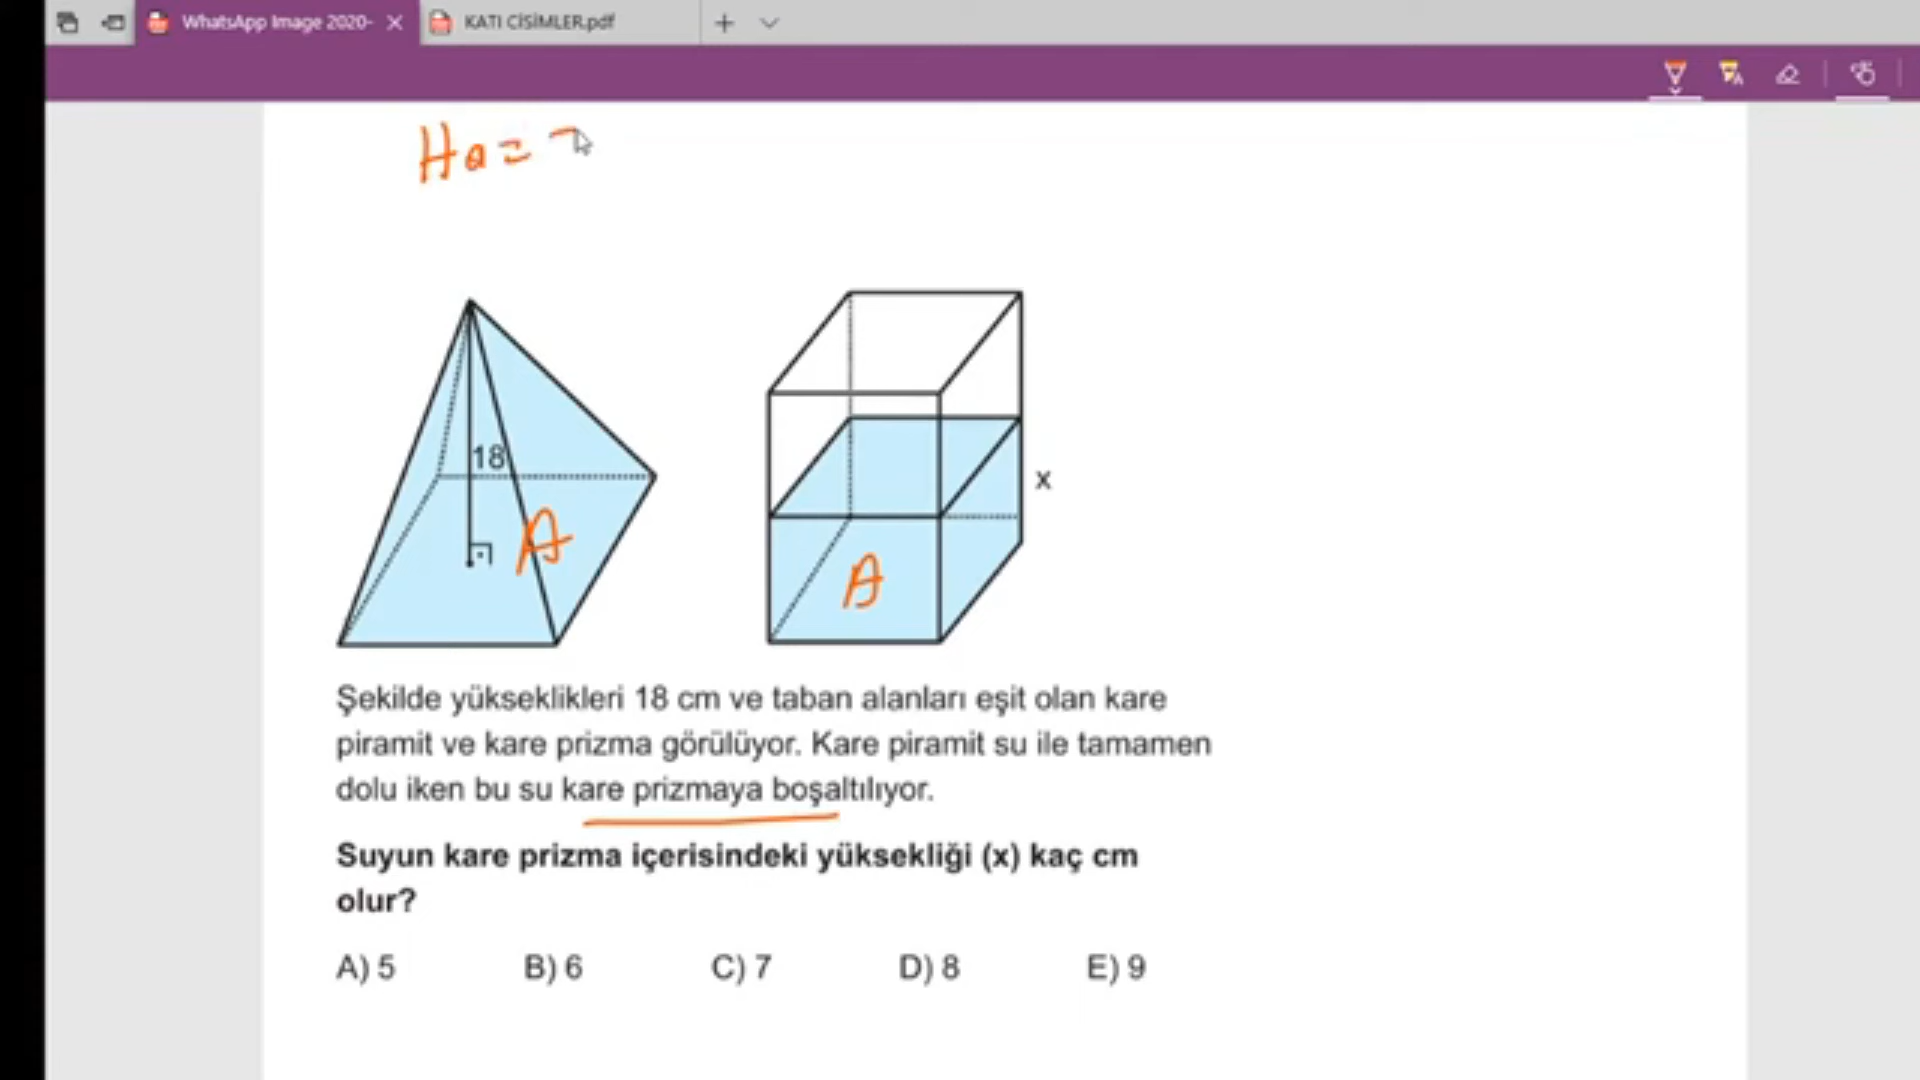 WhatsApp Image 2020-
KATI CİSİMLER.pdf
Ha=
18
A
x
A
Şekilde yükseklikleri 18 cm ve taban alanları eşit olan kare
piramit ve kare prizma görülüyor. Kare piramit su ile tamamen
dolu iken bu su kare prizmaya boşaltılıyor.
Suyun kare prizma içerisindeki yüksekliği (x) kaç cm
olur?
A) 5 B) 6 C) 7 D) 8 E) 9